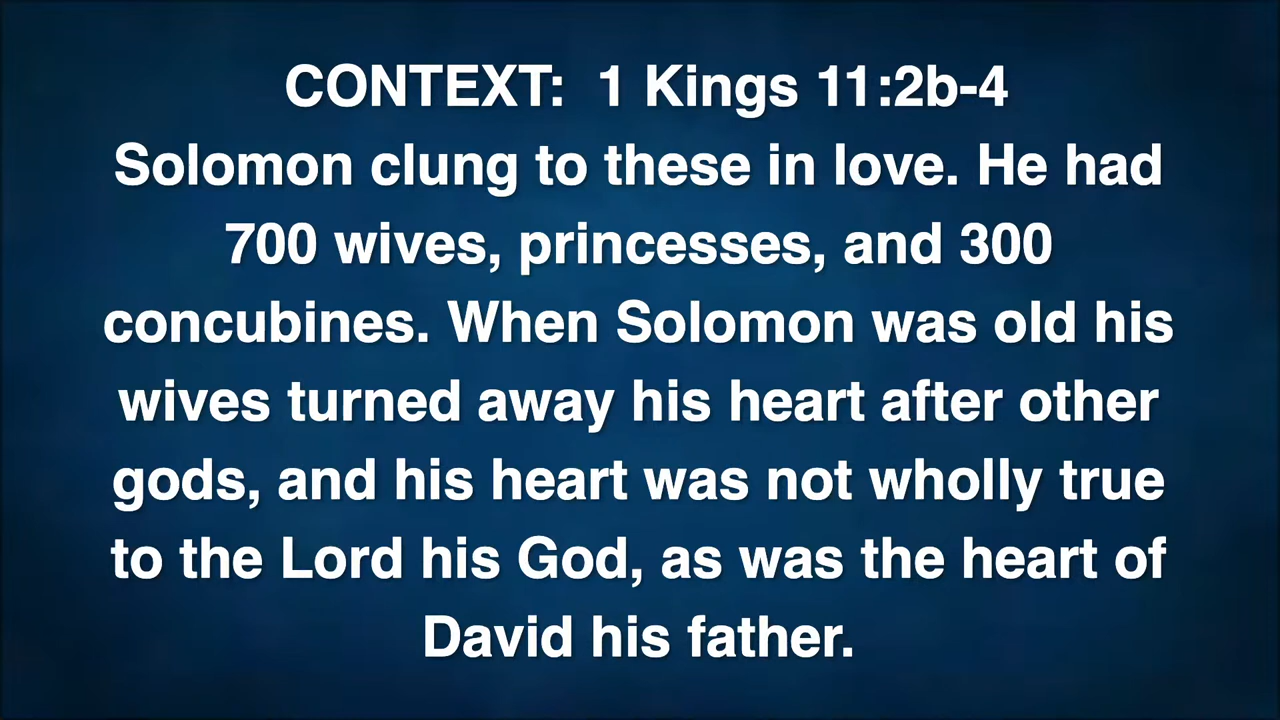 CONTEXT:  1 Kings 11:2b-4
Solomon clung to these in love. He had
700 wives, princesses, and 300
concubines. When Solomon was old his
wives turned away his heart after other
gods, and his heart was not wholly true
to the Lord his God, as was the heart of
David his father.